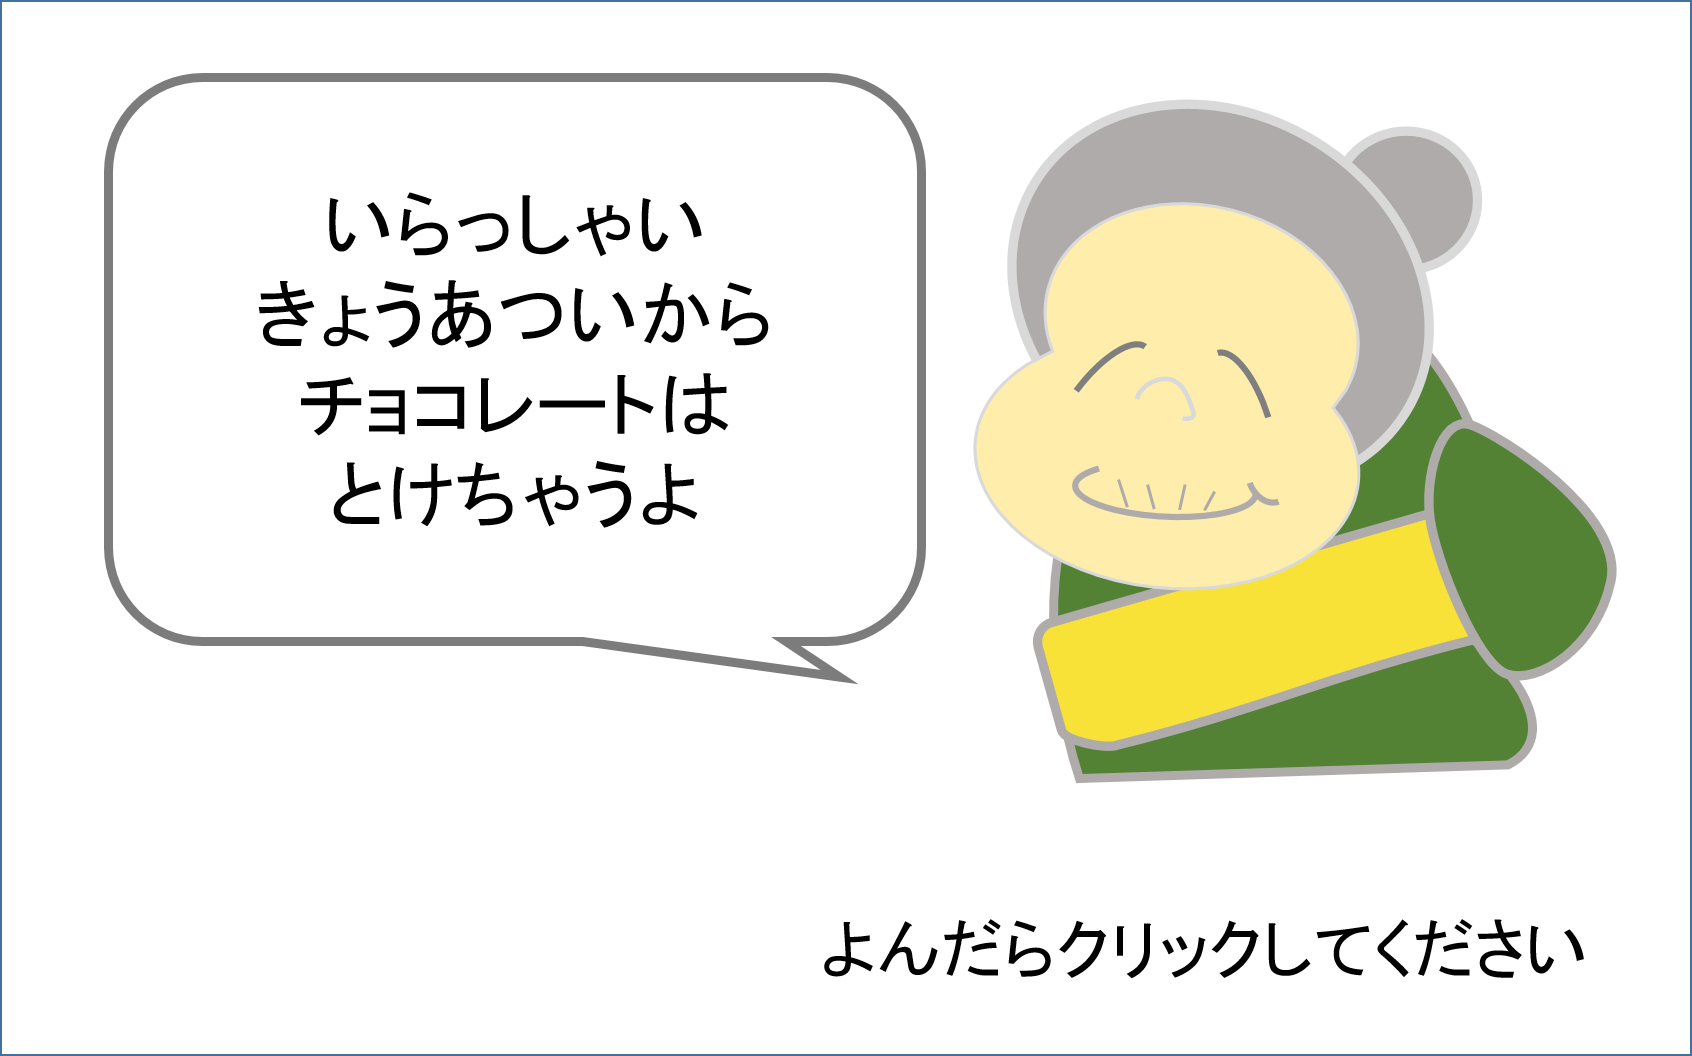 いらっしゃい
きょうあついから
チョコレートは
とけちゃうよ
よんだらクリックしてください